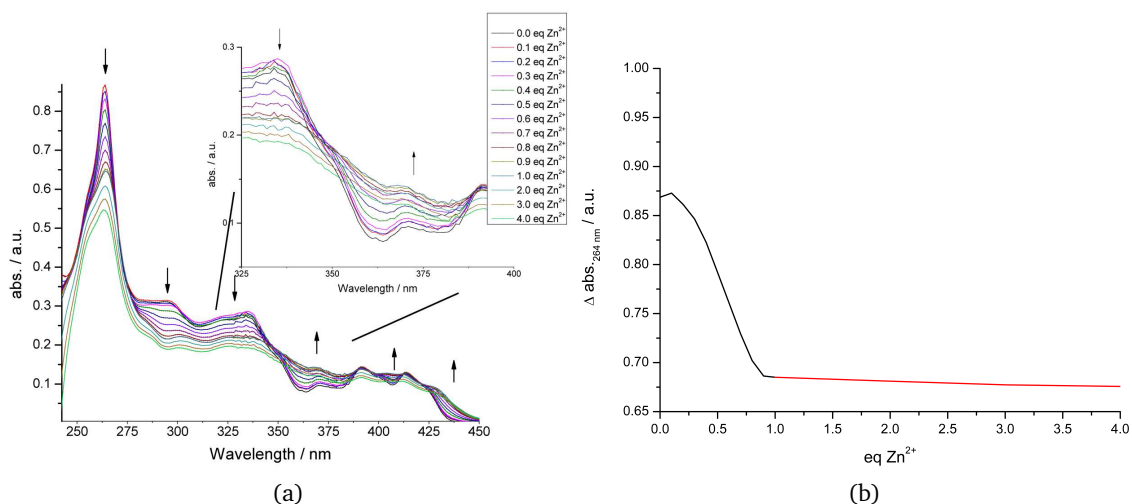 0.0 eq Zn²⁺
0.1 eq Zn²⁺
0.2 eq Zn²⁺
0.3 eq Zn²⁺
0.4 eq Zn²⁺
0.5 eq Zn²⁺
0.6 eq Zn²⁺
0.7 eq Zn²⁺
0.8 eq Zn²⁺
0.9 eq Zn²⁺
1.0 eq Zn²⁺
2.0 eq Zn²⁺
3.0 eq Zn²⁺
4.0 eq Zn²⁺
0.3
0.2
0.1
abs. / a.u.
325 350 375 400
Wavelength / nm
0.8
0.7
0.6
0.5
0.4
0.3
0.2
0.1
abs. / a.u.
250 275 300 325 350 375 400 425 450
Wavelength / nm
(a)
1.00
0.95
0.90
0.85
0.80
0.75
0.70
0.65
Δ abs.₂₆₄ ₙₘ / a.u.
0.0 0.5 1.0 1.5 2.0 2.5 3.0 3.5 4.0
eq Zn²⁺
(b)